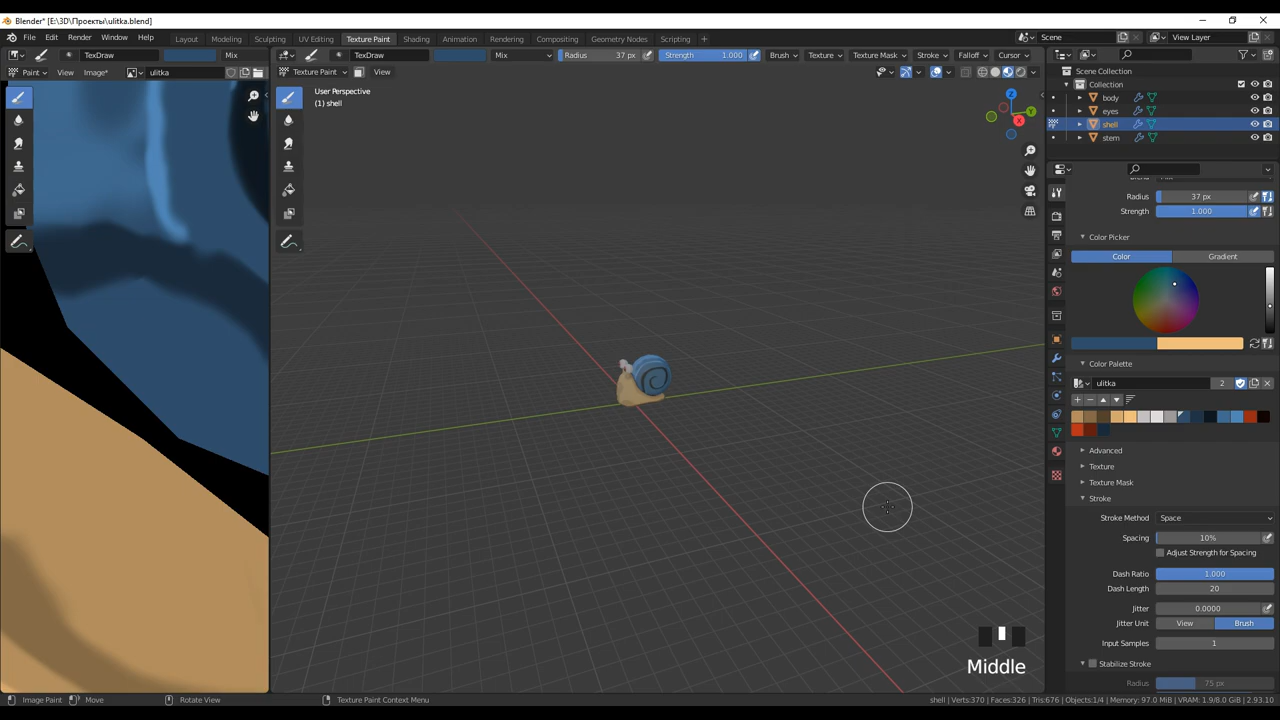 Blender* [E:\3D\Проекты\ulitka.blend]
File Edit Render Window Help Layout Modeling Sculpting UV Editing Texture Paint Shading Animation Rendering Compositing Geometry Nodes Scripting Scene View Layer
TexDraw Mix TexDraw Mix Radius 37 px Strength 1.000 Brush Texture Texture Mask Stroke Falloff Cursor
Paint View Image* ulitka Texture Paint View Scene Collection
Collection
User Perspective
(1) shell
body
eyes
shell
stem
Z
Y
X
Radius 37 px
Strength 1.000
Color Picker
Color Gradient
Color Palette
ulitka 2
Advanced
Texture
Texture Mask
Stroke
Stroke Method Space
Spacing 10%
Adjust Strength for Spacing
Dash Ratio 1.000
Dash Length 20
Jitter 0.0000
Jitter Unit View Brush
Input Samples 1
Stabilize Stroke
Radius 75 px
Middle
Image Paint Move Rotate View Texture Paint Context Menu shell | Verts:370 | Faces:326 | Tris:676 | Objects:1/4 | Memory: 97.0 MiB | VRAM: 1.9/8.0 GiB | 2.93.10